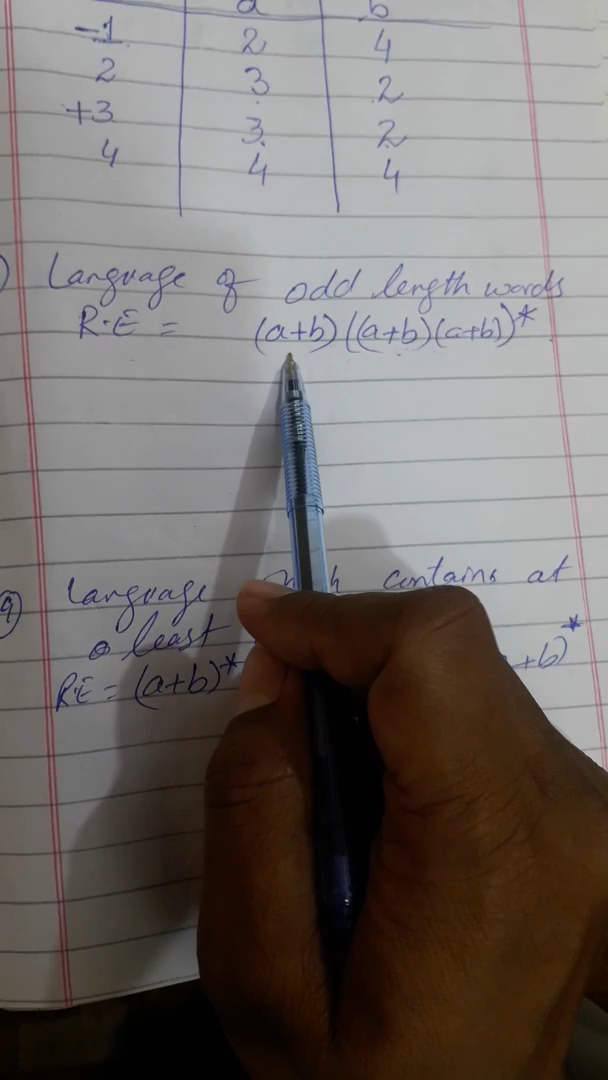 a b
-1 2 4
2 3 2
+3 3 2
4 4 4
) Language of odd length words
R.E = (a+b)((a+b)(a+b))*
9) Language contains at
least +b)*
R.E = (a+b)*